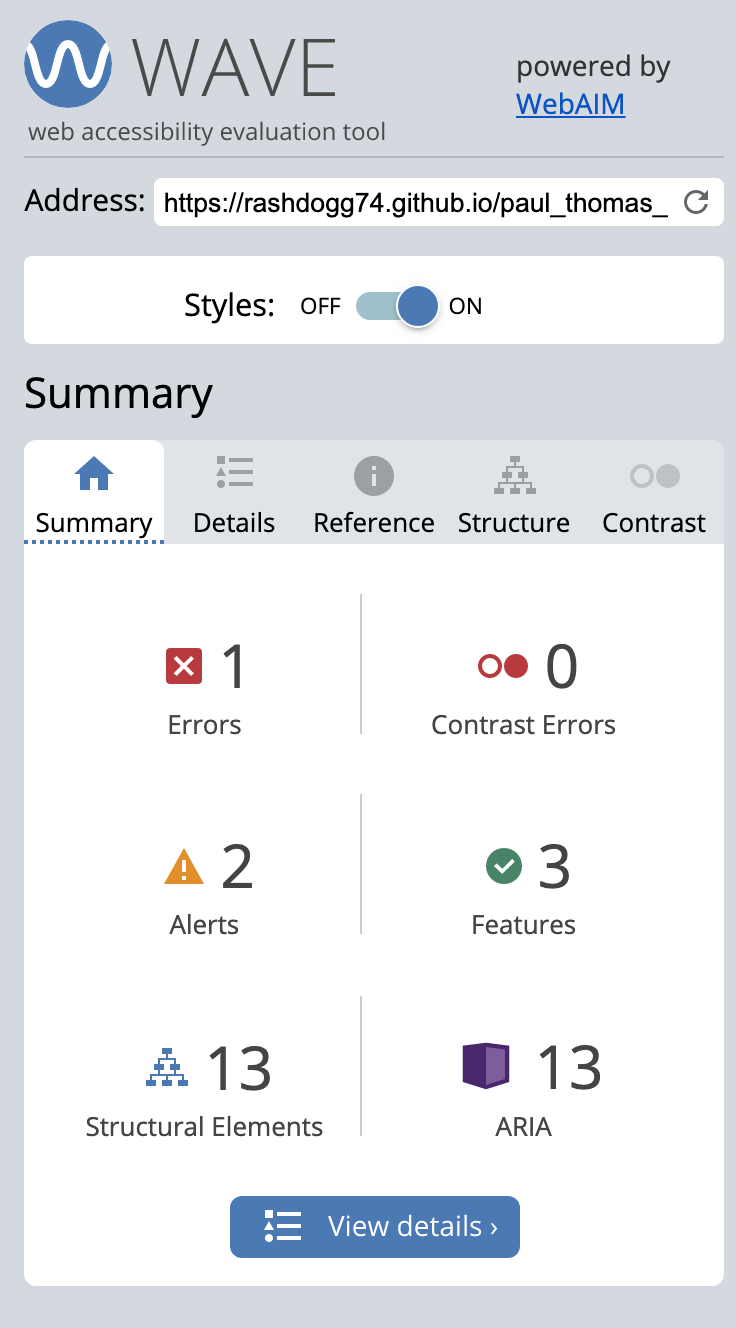 WAVE
powered by
WebAIM
web accessibility evaluation tool
Address: https://rashdogg74.github.io/paul_thomas_
Styles: OFF ON
Summary
Summary Details Reference Structure Contrast
1 0
Errors Contrast Errors
2 3
Alerts Features
13 13
Structural Elements ARIA
View details ›